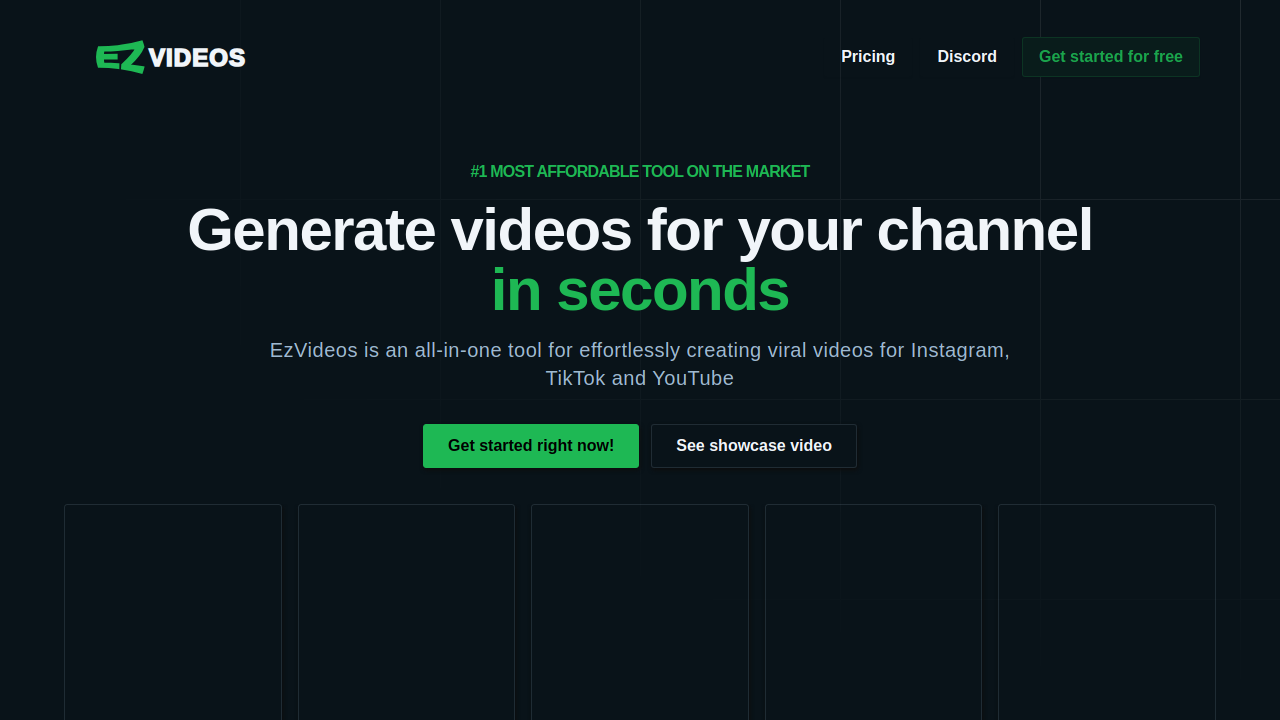 EZ VIDEOS
Pricing
Discord
Get started for free
#1 MOST AFFORDABLE TOOL ON THE MARKET
Generate videos for your channel
in seconds
EzVideos is an all-in-one tool for effortlessly creating viral videos for Instagram,
TikTok and YouTube
Get started right now!
See showcase video